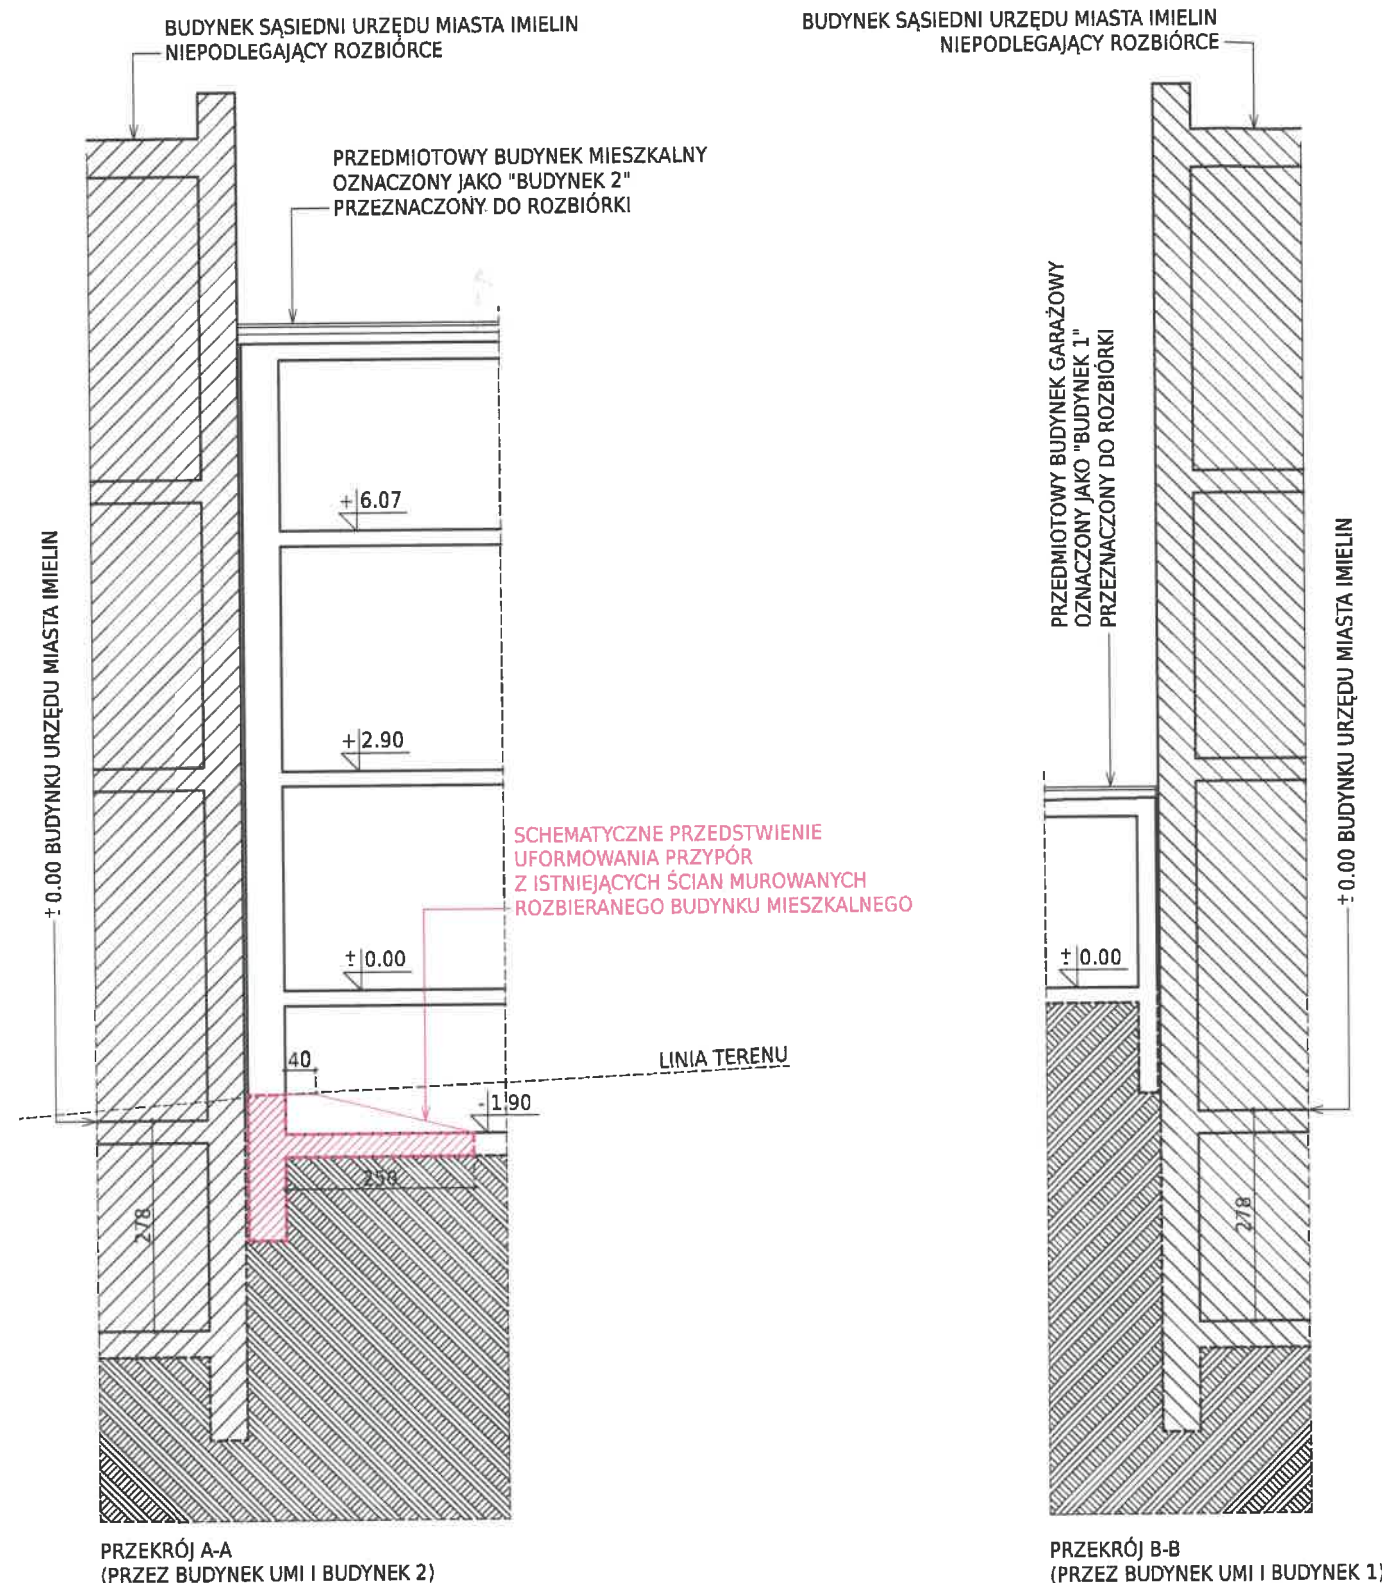 BUDYNEK SĄSIEDNI URZĘDU MIASTA IMIELIN
NIEPODLEGAJĄCY ROZBIÓRCE
BUDYNEK SĄSIEDNI URZĘDU MIASTA IMIELIN
NIEPODLEGAJĄCY ROZBIÓRCE
PRZEDMIOTOWY BUDYNEK MIESZKALNY
OZNACZONY JAKO "BUDYNEK 2"
PRZEZNACZONY DO ROZBIÓRKI
PRZEDMIOTOWY BUDYNEK GARAŻOWY
OZNACZONY JAKO "BUDYNEK 1"
PRZEZNACZONY DO ROZBIÓRKI
+6.07
±0.00 BUDYNKU URZĘDU MIASTA IMIELIN
±0.00 BUDYNKU URZĘDU MIASTA IMIELIN
+2.90
SCHEMATYCZNE PRZEDSTWIENIE
UFORMOWANIA PRZYPÓR
Z ISTNIEJĄCYCH ŚCIAN MUROWANYCH
ROZBIERANEGO BUDYNKU MIESZKALNEGO
±0.00
±0.00
40
LINIA TERENU
-1.90
250
278
278
PRZEKRÓJ A-A
(PRZEZ BUDYNEK UMI I BUDYNEK 2)
PRZEKRÓJ B-B
(PRZEZ BUDYNEK UMI I BUDYNEK 1)